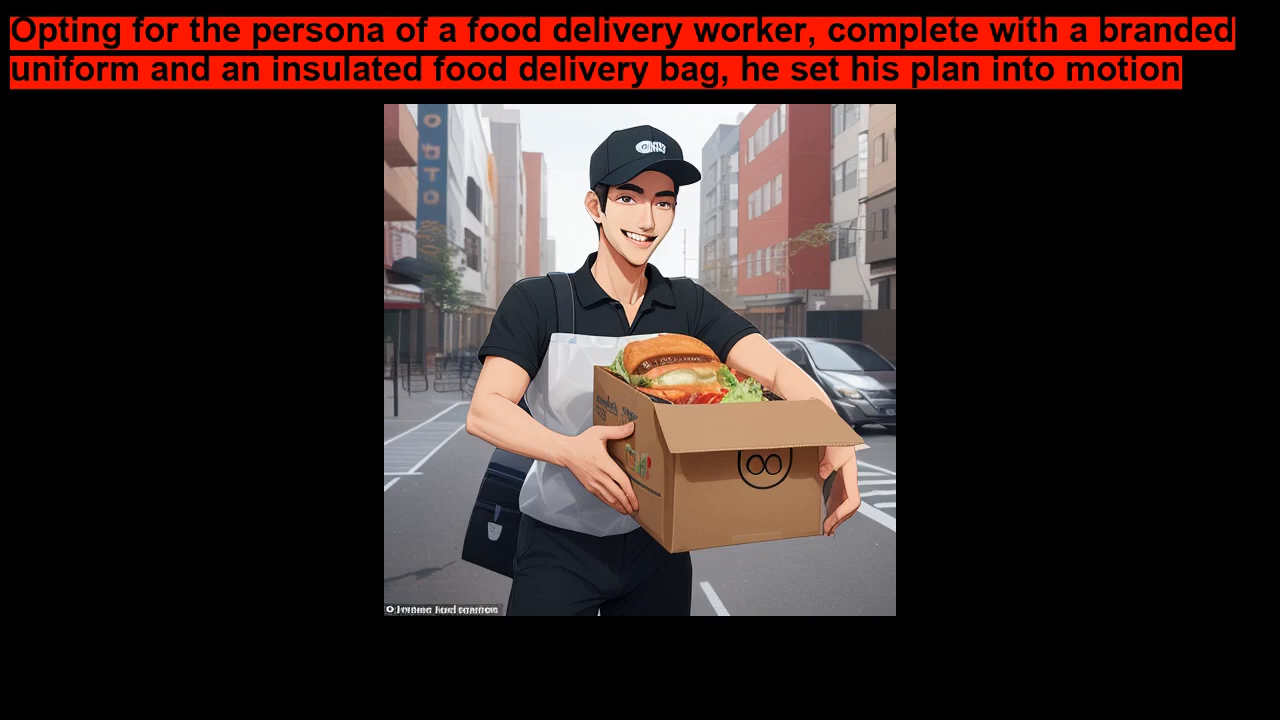 Opting for the persona of a food delivery worker, complete with a branded
uniform and an insulated food delivery bag, he set his plan into motion